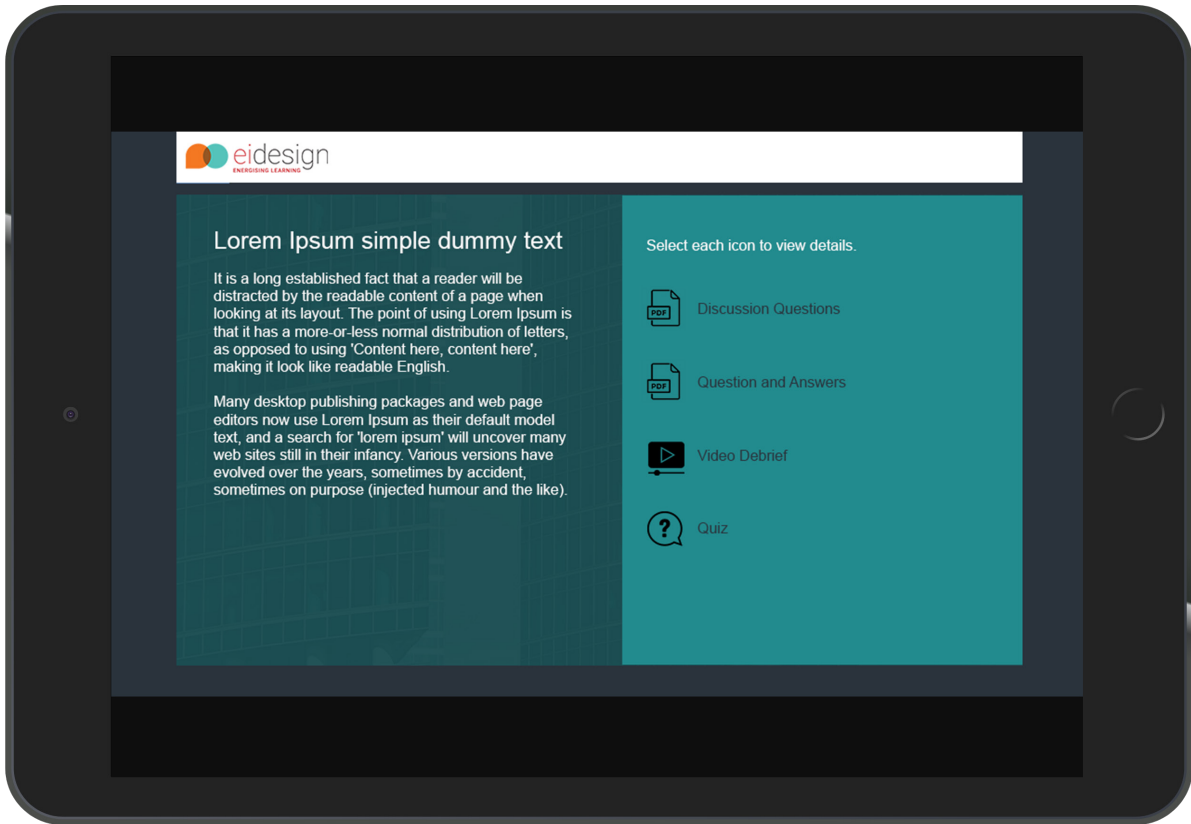 eidesign
ENERGISING LEARNING
Lorem Ipsum simple dummy text
It is a long established fact that a reader will be
distracted by the readable content of a page when
looking at its layout. The point of using Lorem Ipsum is
that it has a more-or-less normal distribution of letters,
as opposed to using 'Content here, content here',
making it look like readable English.
Many desktop publishing packages and web page
editors now use Lorem Ipsum as their default model
text, and a search for 'lorem ipsum' will uncover many
web sites still in their infancy. Various versions have
evolved over the years, sometimes by accident,
sometimes on purpose (injected humour and the like).
Select each icon to view details.
PDF Discussion Questions
PDF Question and Answers
Video Debrief
? Quiz